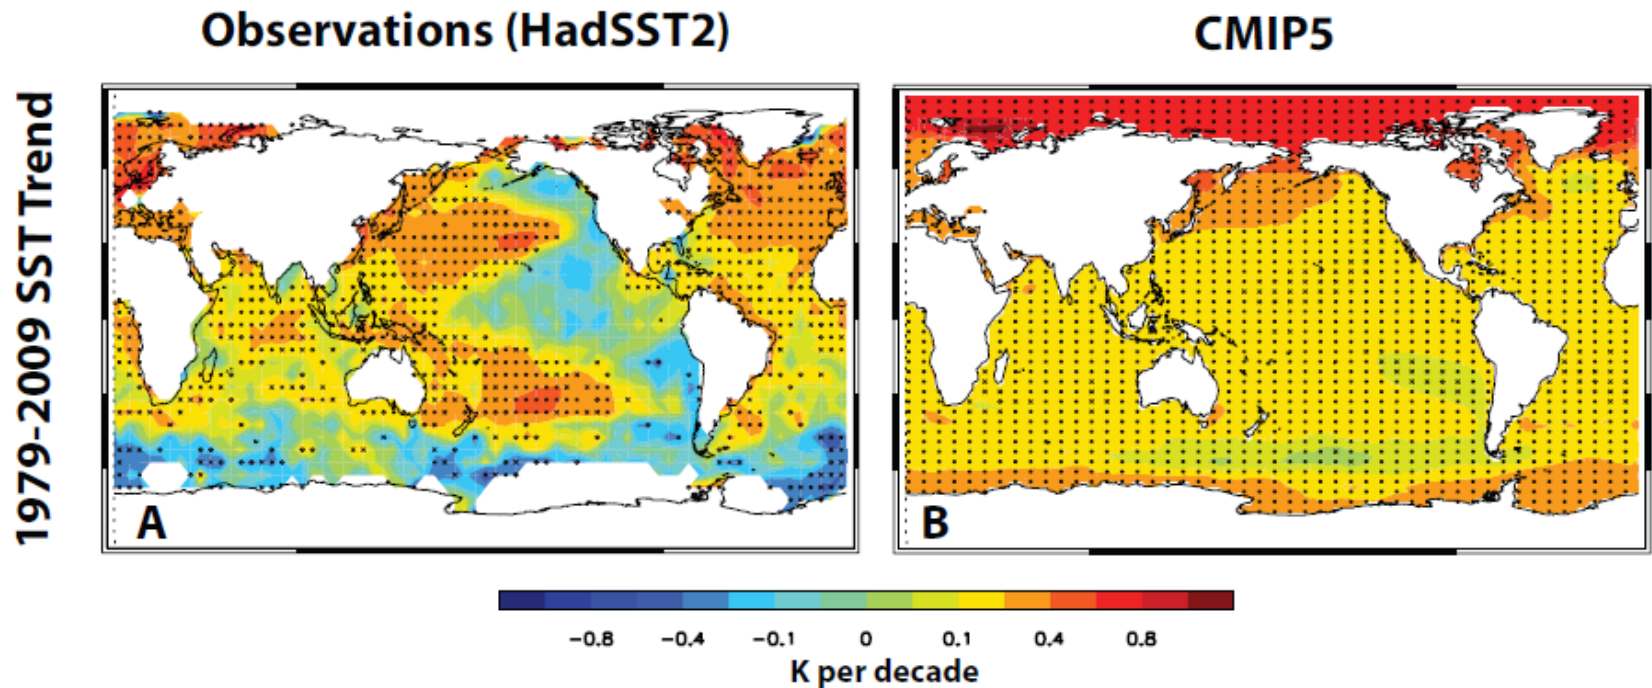 Observations (HadSST2)
CMIP5
1979-2009 SST Trend
A
B
-0.8 -0.4 -0.1 0 0.1 0.4 0.8
K per decade